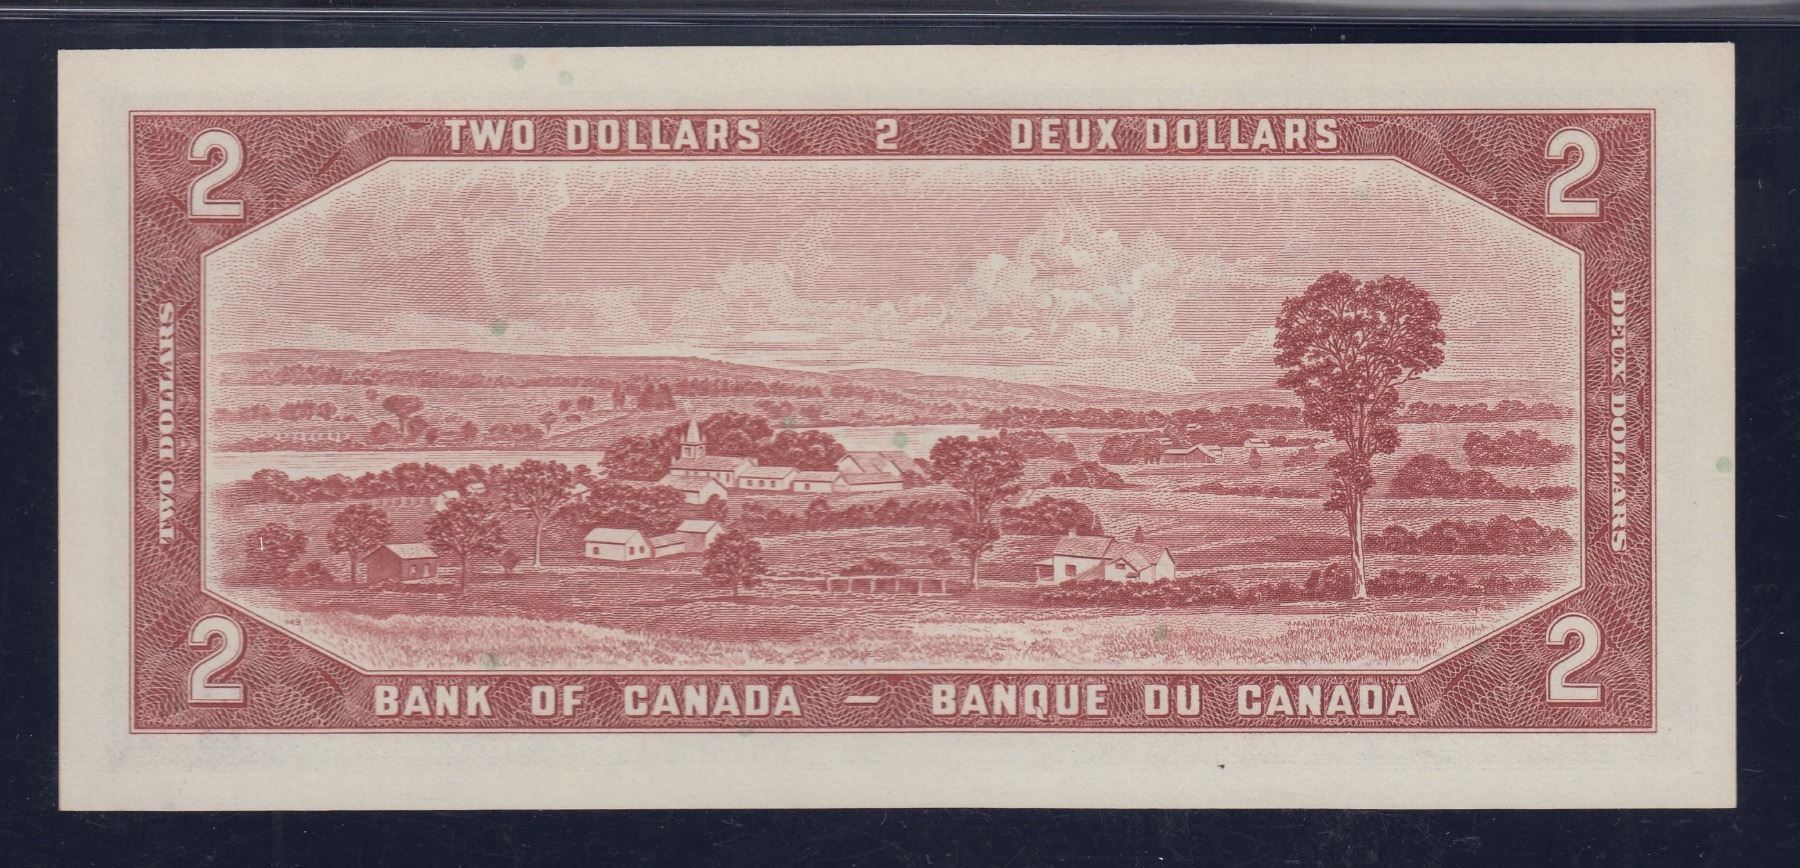 TWO DOLLARS 2 DEUX DOLLARS
2 2
TWO DOLLARS
DEUX DOLLARS
2 2
BANK OF CANADA — BANQUE DU CANADA